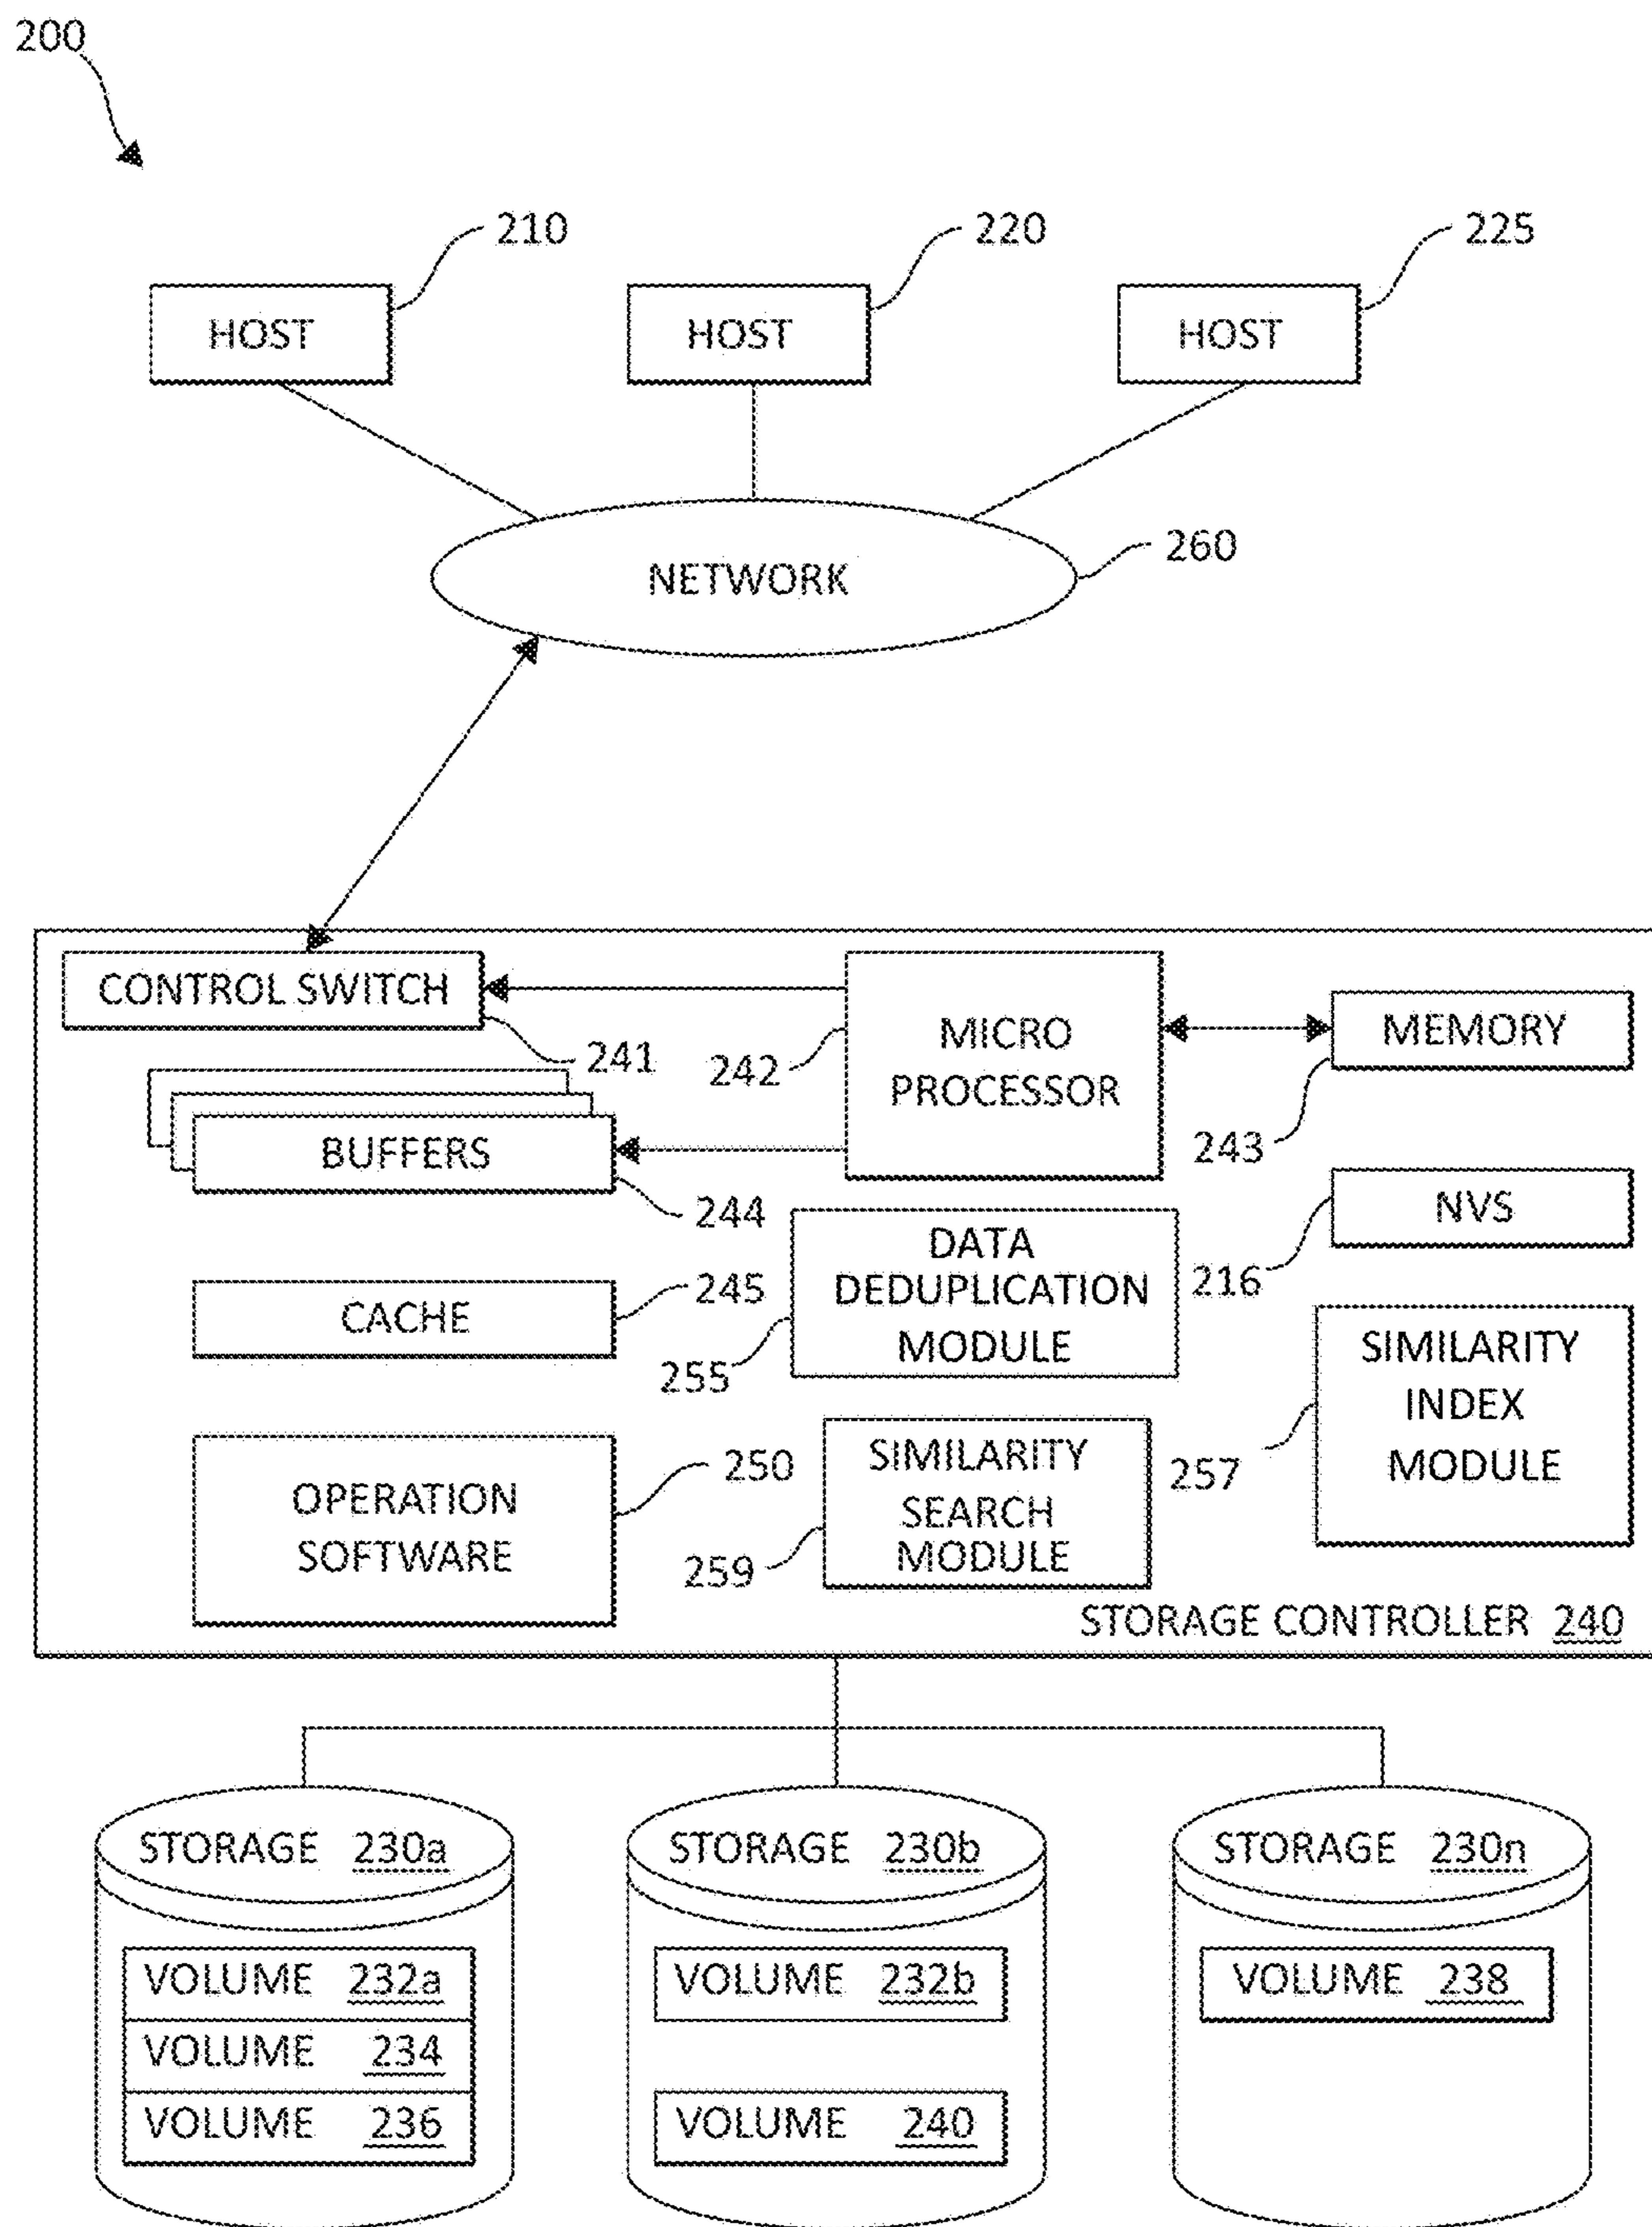 200
210
220
225
HOST
HOST
HOST
260
NETWORK
CONTROL SWITCH
241
242
MICRO
PROCESSOR
MEMORY
243
BUFFERS
244
NVS
216
DATA
DEDUPLICATION
MODULE
255
CACHE
245
SIMILARITY
INDEX
MODULE
257
OPERATION
SOFTWARE
250
SIMILARITY
SEARCH
MODULE
259
STORAGE CONTROLLER 240
STORAGE 230a
STORAGE 230b
STORAGE 230n
VOLUME 232a
VOLUME 234
VOLUME 236
VOLUME 232b
VOLUME 240
VOLUME 238